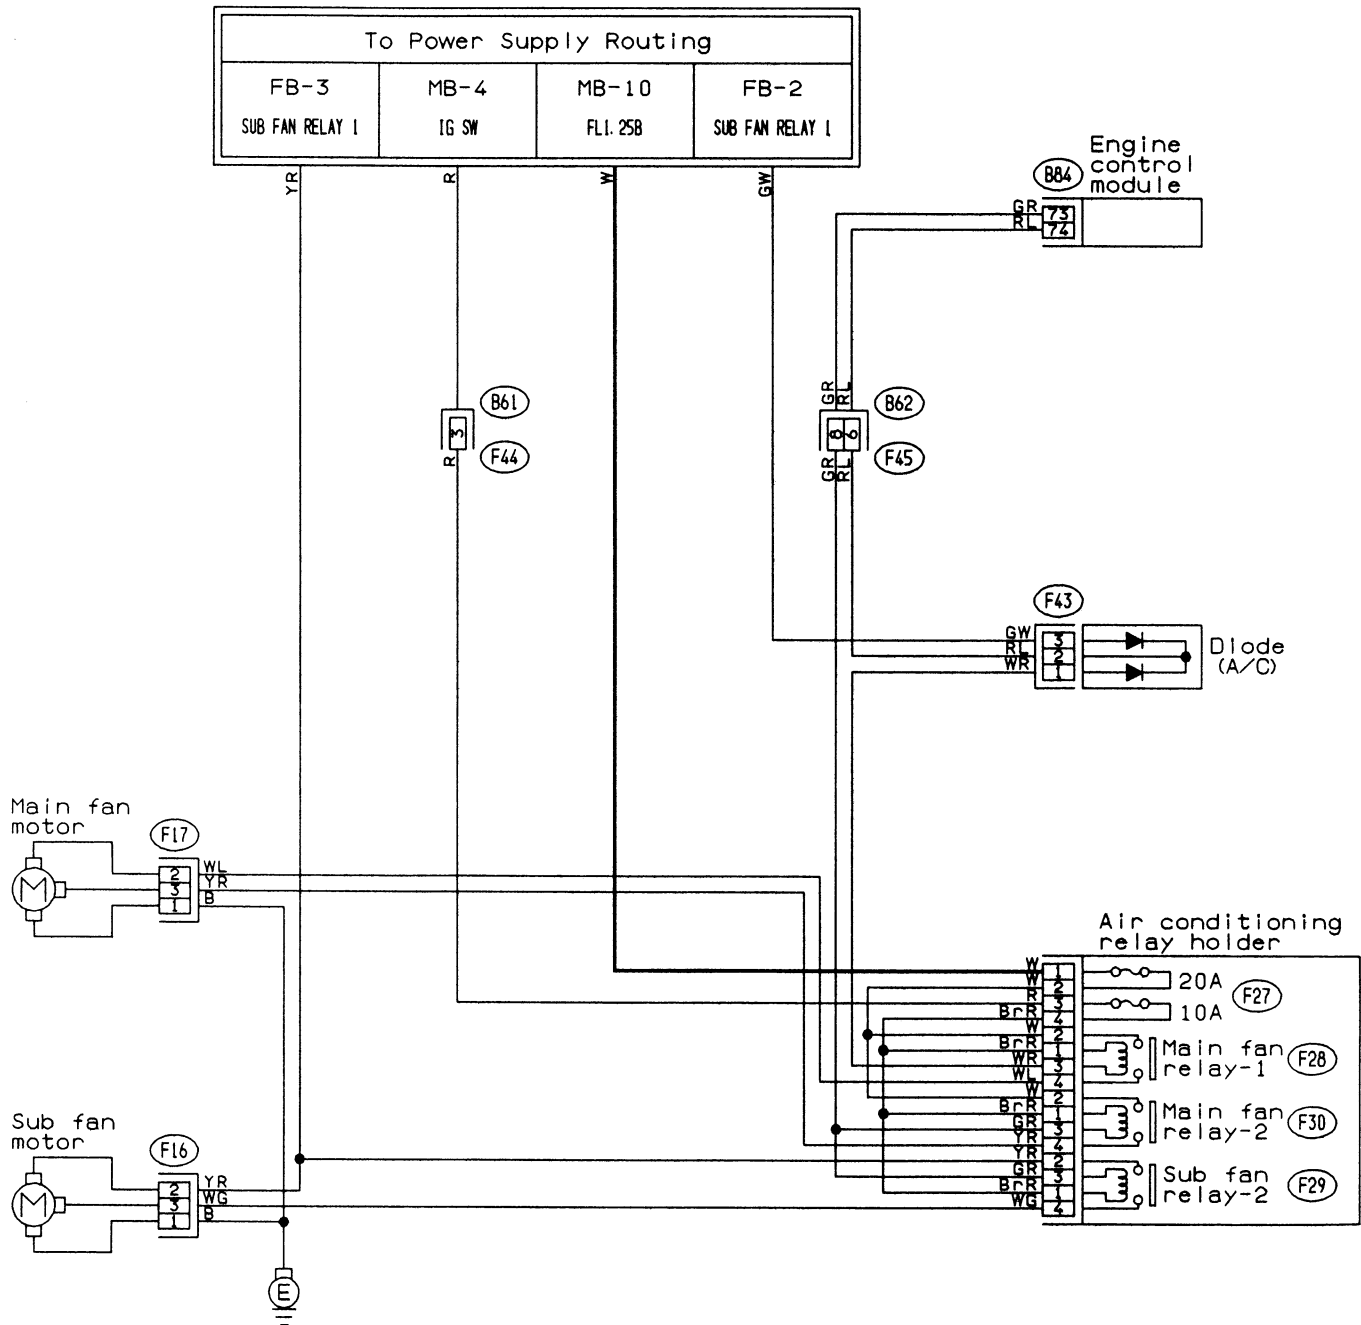 To Power Supply Routing
FB-3
MB-4
MB-10
FB-2
SUB FAN RELAY 1
IG SW
FL1. 25B
SUB FAN RELAY 1
YR
R
W
GW
Engine
control
module
B84
GR
73
RL
74
GR
RL
B61
3
F44
R
B62
8
6
F45
GR
RL
F43
GW
3
RL
2
WR
1
Diode
(A/C)
Main fan
motor
F17
M
2
WL
3
YR
1
B
Air conditioning
relay holder
W
1
W
2
20A
F27
R
3
BrR
4
10A
W
2
BrR
1
Main fan
F28
WR
3
relay-1
WL
4
W
2
BrR
1
Main fan
F30
GR
3
relay-2
YR
4
YR
2
GR
3
Sub fan
F29
BrR
1
relay-2
WG
4
Sub fan
motor
F16
M
2
YR
3
WG
1
B
E